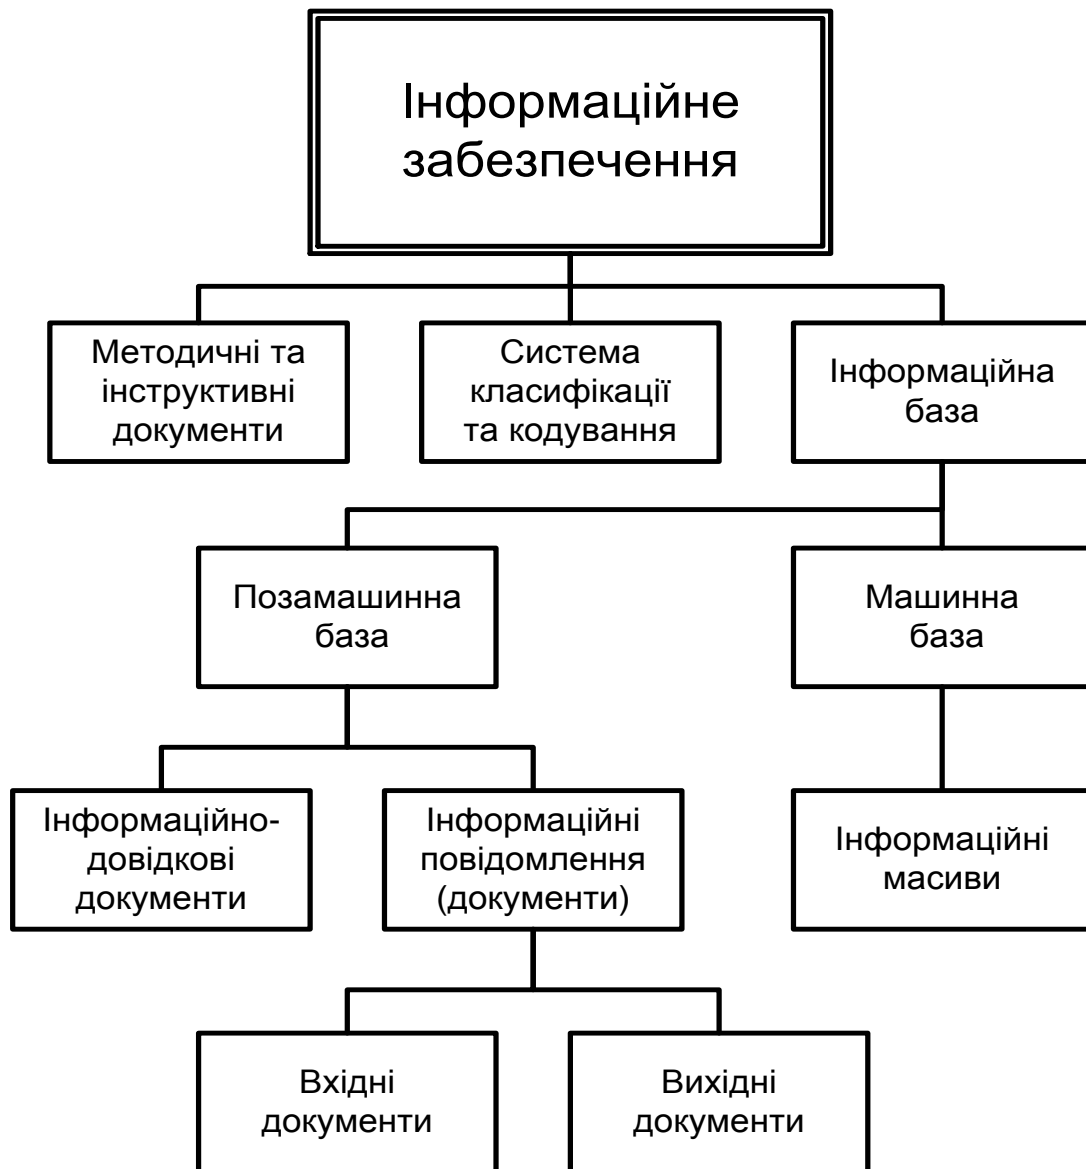 Інформаційне
забезпечення
Методичні та
інструктивні
документи
Система
класифікації
та кодування
Інформаційна
база
Позамашинна
база
Машинна
база
Інформаційно-
довідкові
документи
Інформаційні
повідомлення
(документи)
Інформаційні
масиви
Вхідні
документи
Вихідні
документи